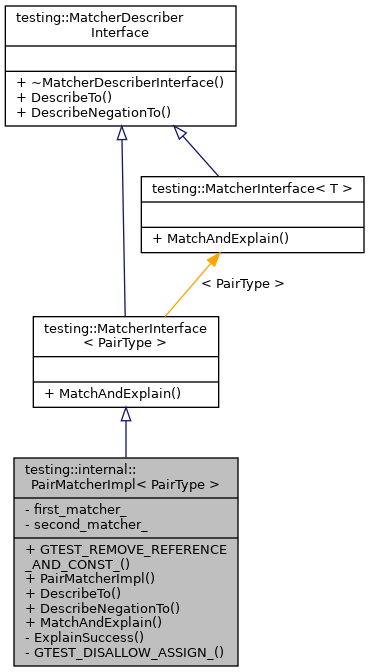 testing::MatcherDescriber
Interface
+ ~MatcherDescriberInterface()
+ DescribeTo()
+ DescribeNegationTo()
testing::MatcherInterface< T >
+ MatchAndExplain()
< PairType >
testing::MatcherInterface
< PairType >
+ MatchAndExplain()
testing::internal::
PairMatcherImpl< PairType >
- first_matcher_
- second_matcher_
+ GTEST_REMOVE_REFERENCE
_AND_CONST_()
+ PairMatcherImpl()
+ DescribeTo()
+ DescribeNegationTo()
+ MatchAndExplain()
- ExplainSuccess()
- GTEST_DISALLOW_ASSIGN_()